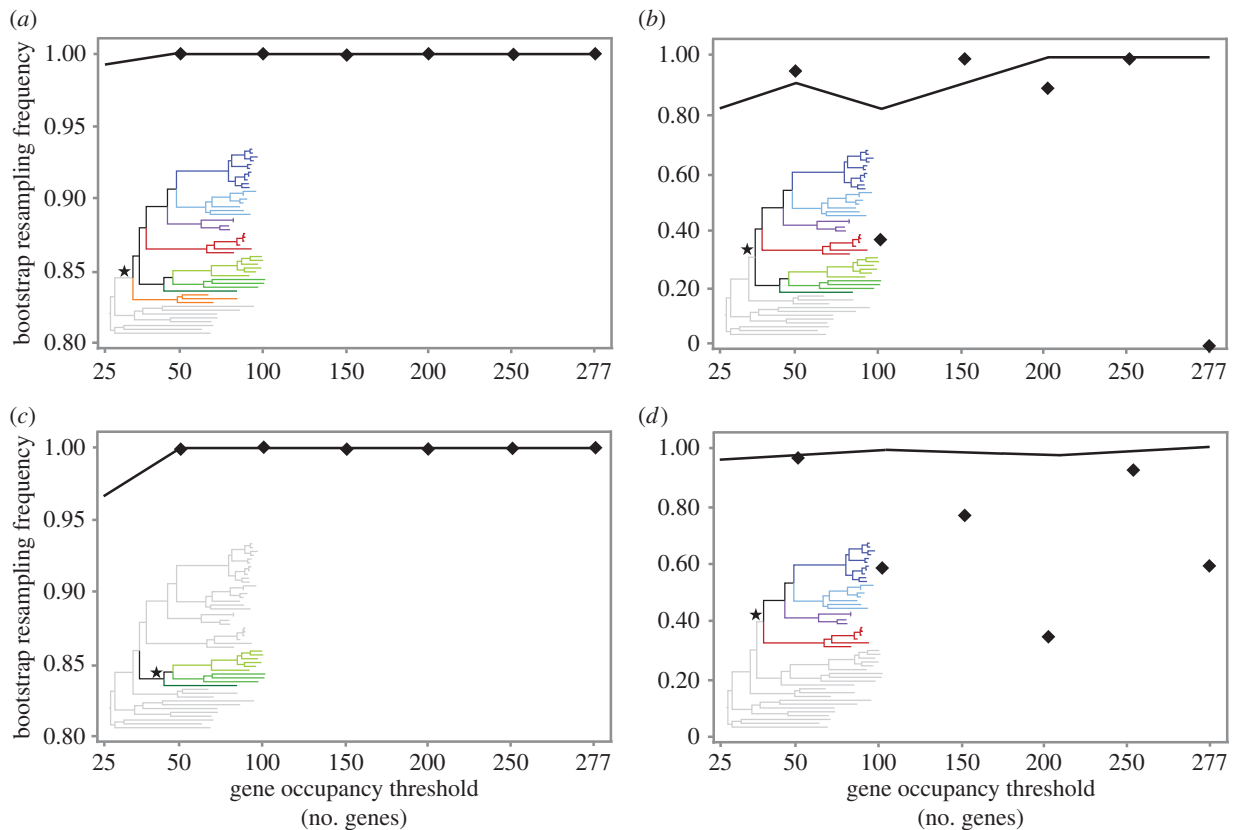 (a)
(b)
bootstrap resampling frequency
1.00
0.95
0.90
0.85
0.80
25 50 100 150 200 250 277
1.00
0.80
0.60
0.40
0.20
0
25 50 100 150 200 250 277
(c)
(d)
bootstrap resampling frequency
1.00
0.95
0.90
0.85
0.80
25 50 100 150 200 250 277
gene occupancy threshold
(no. genes)
1.00
0.80
0.60
0.40
0.20
0
25 50 100 150 200 250 277
gene occupancy threshold
(no. genes)